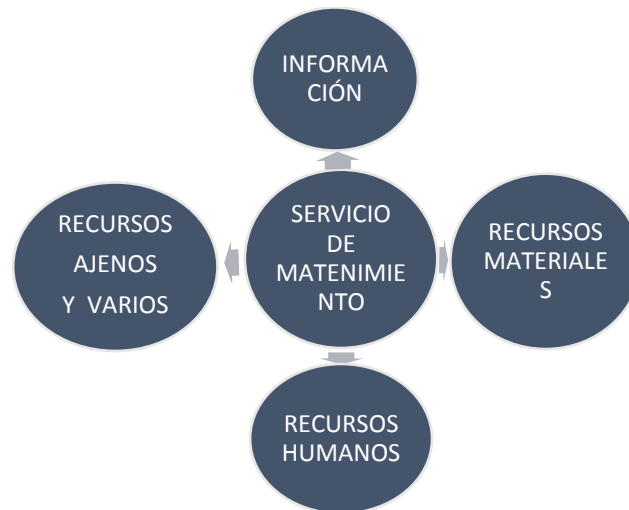 INFORMA
CIÓN
RECURSOS
AJENOS
Y VARIOS
SERVICIO
DE
MATENIMIE
NTO
RECURSOS
MATERIALE
S
RECURSOS
HUMANOS